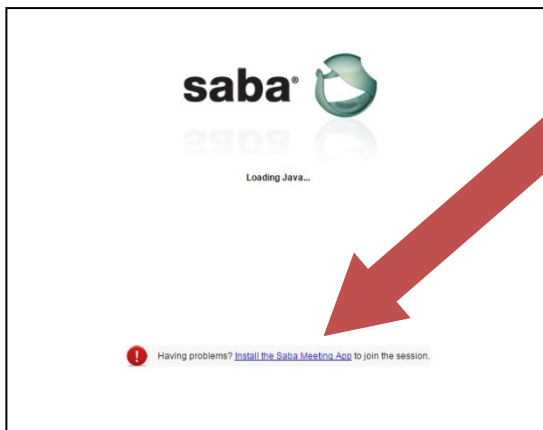 saba®
Loading Java...
Having problems? Install the Saba Meeting App to join the session.